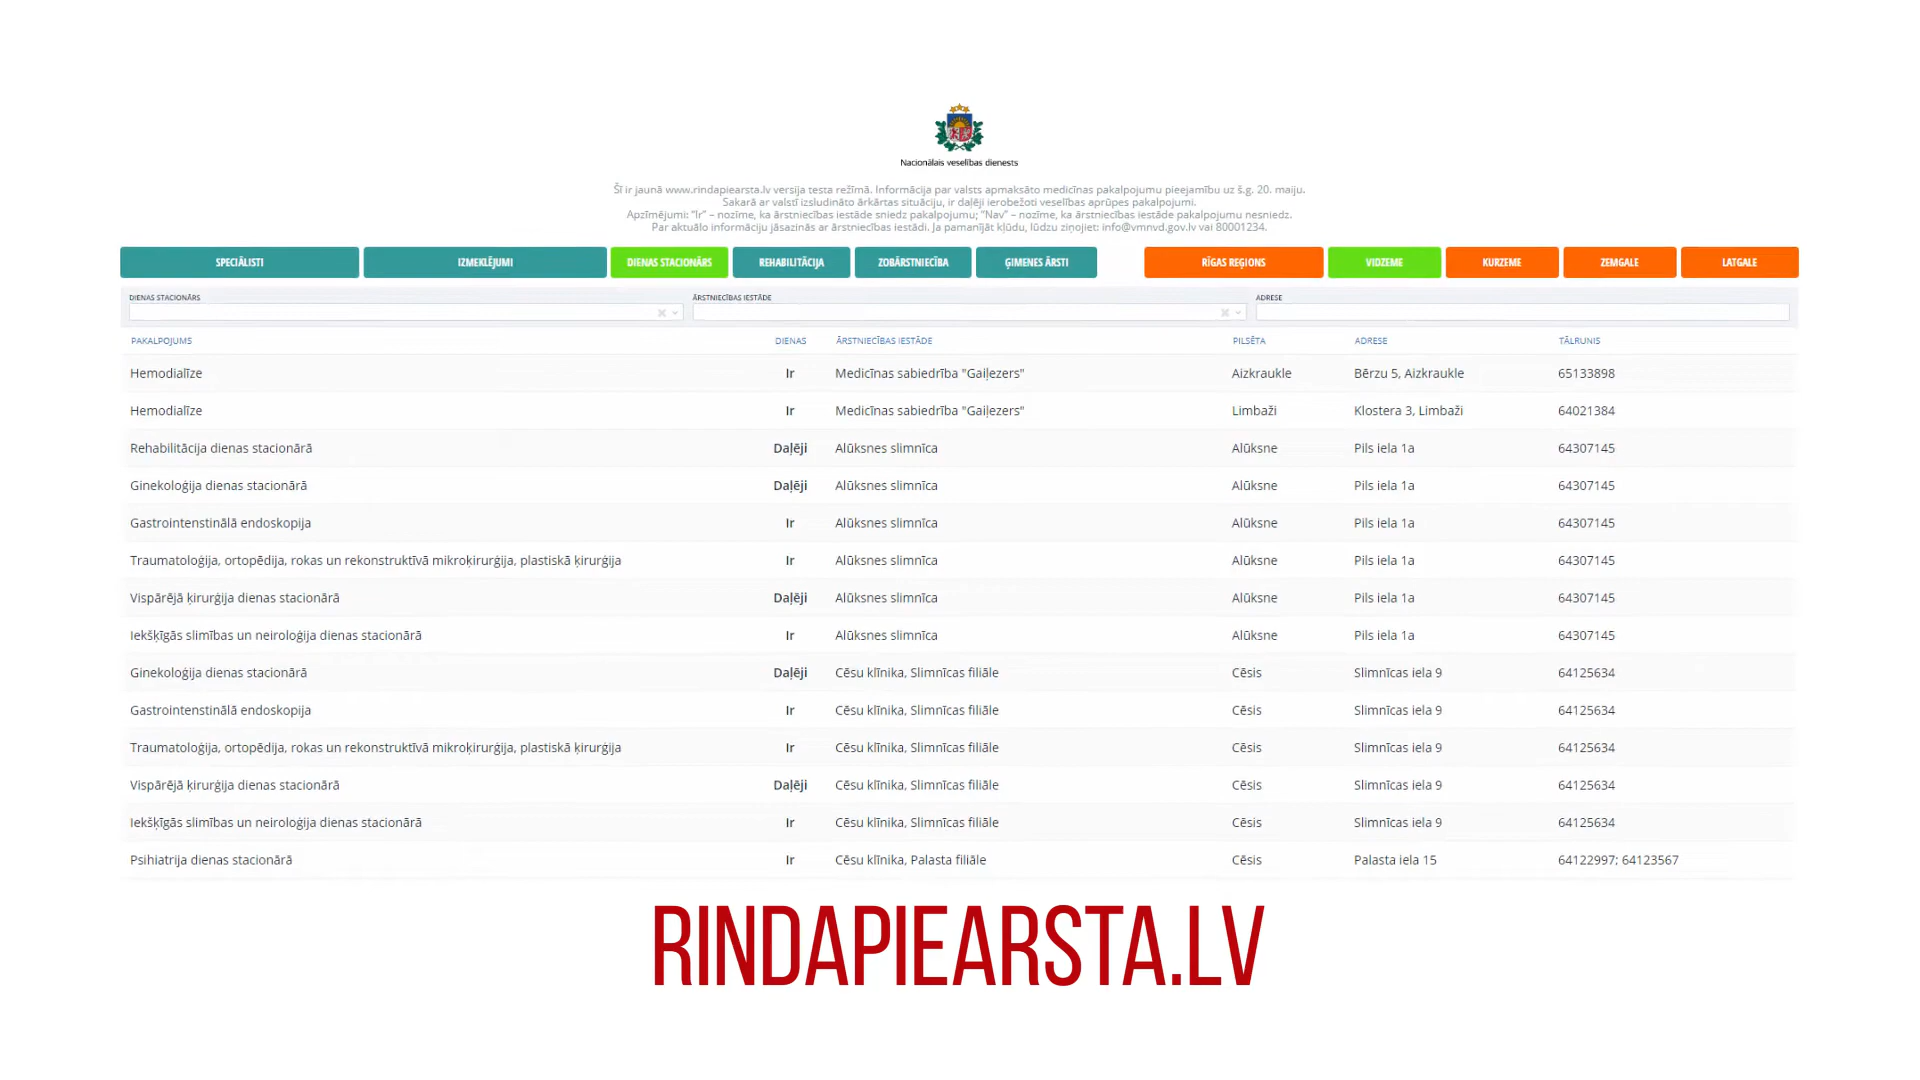 Nacionālais veselības dienests
Šī ir jaunā www.rindapiearsta.lv versija testa režīmā. Informācija par valsts apmaksāto medicīnas pakalpojumu pieejamību uz š.g. 20. maiju.
Sakarā ar valstī izsludināto ārkārtas situāciju, ir daļēji ierobežoti veselības aprūpes pakalpojumi.
Apzīmējumi: "Ir" – nozīme, ka ārstniecības iestāde sniedz pakalpojumu; "Nav" – nozīme, ka ārstniecības iestāde pakalpojumu nesniedz.
Par aktuālo informāciju jāsazinās ar ārstniecības iestādi. Ja pamanījāt kļūdu, lūdzu ziņojiet: info@vmnvd.gov.lv vai 80001234.
SPECIĀLISTI IZMEKLĒJUMI DIENAS STACIONĀRS REHABILITĀCIJA ZOBĀRSTNIECĪBA ĢIMENES ĀRSTI RĪGAS REĢIONS VIDZEME KURZEME ZEMGALE LATGALE
DIENAS STACIONĀRS ĀRSTNIECĪBAS IESTĀDE ADRESE
PAKALPOJUMS DIENAS ĀRSTNIECĪBAS IESTĀDE PILSĒTA ADRESE TĀLRUNIS
Hemodialīze Ir Medicīnas sabiedrība "Gaiļezers" Aizkraukle Bērzu 5, Aizkraukle 65133898
Hemodialīze Ir Medicīnas sabiedrība "Gaiļezers" Limbaži Klostera 3, Limbaži 64021384
Rehabilitācija dienas stacionārā Daļēji Alūksnes slimnīca Alūksne Pils iela 1a 64307145
Ginekoloģija dienas stacionārā Daļēji Alūksnes slimnīca Alūksne Pils iela 1a 64307145
Gastrointenstinālā endoskopija Ir Alūksnes slimnīca Alūksne Pils iela 1a 64307145
Traumatoloģija, ortopēdija, rokas un rekonstruktīvā mikroķirurģija, plastiskā ķirurģija Ir Alūksnes slimnīca Alūksne Pils iela 1a 64307145
Vispārējā ķirurģija dienas stacionārā Daļēji Alūksnes slimnīca Alūksne Pils iela 1a 64307145
Iekšķīgās slimības un neiroloģija dienas stacionārā Ir Alūksnes slimnīca Alūksne Pils iela 1a 64307145
Ginekoloģija dienas stacionārā Daļēji Cēsu klīnika, Slimnīcas filiāle Cēsis Slimnīcas iela 9 64125634
Gastrointenstinālā endoskopija Ir Cēsu klīnika, Slimnīcas filiāle Cēsis Slimnīcas iela 9 64125634
Traumatoloģija, ortopēdija, rokas un rekonstruktīvā mikroķirurģija, plastiskā ķirurģija Ir Cēsu klīnika, Slimnīcas filiāle Cēsis Slimnīcas iela 9 64125634
Vispārējā ķirurģija dienas stacionārā Daļēji Cēsu klīnika, Slimnīcas filiāle Cēsis Slimnīcas iela 9 64125634
Iekšķīgās slimības un neiroloģija dienas stacionārā Ir Cēsu klīnika, Slimnīcas filiāle Cēsis Slimnīcas iela 9 64125634
Psihiatrija dienas stacionārā Ir Cēsu klīnika, Palasta filiāle Cēsis Palasta iela 15 64122997; 64123567
RINDAPIEARSTA.LV